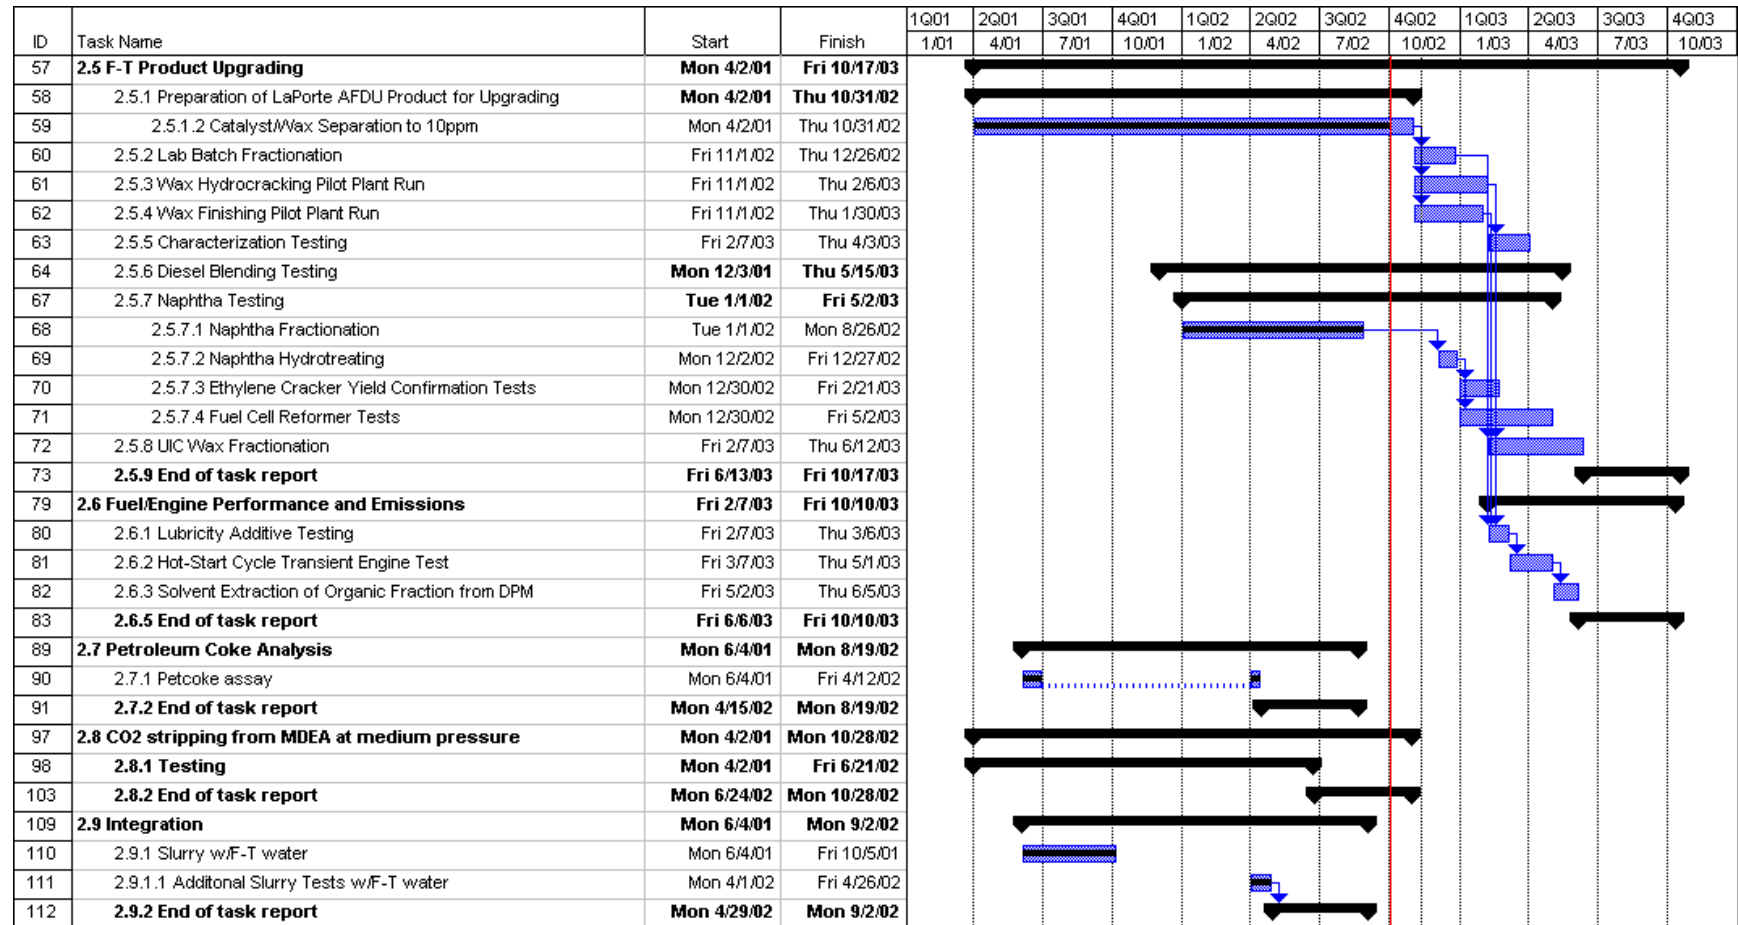 1Q01 2Q01 3Q01 4Q01 1Q02 2Q02 3Q02 4Q02 1Q03 2Q03 3Q03 4Q03
ID Task Name Start Finish 1/01 4/01 7/01 10/01 1/02 4/02 7/02 10/02 1/03 4/03 7/03 10/03
57 2.5 F-T Product Upgrading Mon 4/2/01 Fri 10/17/03
58 2.5.1 Preparation of LaPorte AFDU Product for Upgrading Mon 4/2/01 Thu 10/31/02
59 2.5.1.2 Catalyst/Wax Separation to 10ppm Mon 4/2/01 Thu 10/31/02
60 2.5.2 Lab Batch Fractionation Fri 11/1/02 Thu 12/26/02
61 2.5.3 Wax Hydrocracking Pilot Plant Run Fri 11/1/02 Thu 2/6/03
62 2.5.4 Wax Finishing Pilot Plant Run Fri 11/1/02 Thu 1/30/03
63 2.5.5 Characterization Testing Fri 2/7/03 Thu 4/3/03
64 2.5.6 Diesel Blending Testing Mon 12/3/01 Thu 5/15/03
67 2.5.7 Naphtha Testing Tue 1/1/02 Fri 5/2/03
68 2.5.7.1 Naphtha Fractionation Tue 1/1/02 Mon 8/26/02
69 2.5.7.2 Naphtha Hydrotreating Mon 12/2/02 Fri 12/27/02
70 2.5.7.3 Ethylene Cracker Yield Confirmation Tests Mon 12/30/02 Fri 2/21/03
71 2.5.7.4 Fuel Cell Reformer Tests Mon 12/30/02 Fri 5/2/03
72 2.5.8 UIC Wax Fractionation Fri 2/7/03 Thu 6/12/03
73 2.5.9 End of task report Fri 6/13/03 Fri 10/17/03
79 2.6 Fuel/Engine Performance and Emissions Fri 2/7/03 Fri 10/10/03
80 2.6.1 Lubricity Additive Testing Fri 2/7/03 Thu 3/6/03
81 2.6.2 Hot-Start Cycle Transient Engine Test Fri 3/7/03 Thu 5/1/03
82 2.6.3 Solvent Extraction of Organic Fraction from DPM Fri 5/2/03 Thu 6/5/03
83 2.6.5 End of task report Fri 6/6/03 Fri 10/10/03
89 2.7 Petroleum Coke Analysis Mon 6/4/01 Mon 8/19/02
90 2.7.1 Petcoke assay Mon 6/4/01 Fri 4/12/02
91 2.7.2 End of task report Mon 4/15/02 Mon 8/19/02
97 2.8 CO2 stripping from MDEA at medium pressure Mon 4/2/01 Mon 10/28/02
98 2.8.1 Testing Mon 4/2/01 Fri 6/21/02
103 2.8.2 End of task report Mon 6/24/02 Mon 10/28/02
109 2.9 Integration Mon 6/4/01 Mon 9/2/02
110 2.9.1 Slurry w/F-T water Mon 6/4/01 Fri 10/5/01
111 2.9.1.1 Additonal Slurry Tests w/F-T water Mon 4/1/02 Fri 4/26/02
112 2.9.2 End of task report Mon 4/29/02 Mon 9/2/02